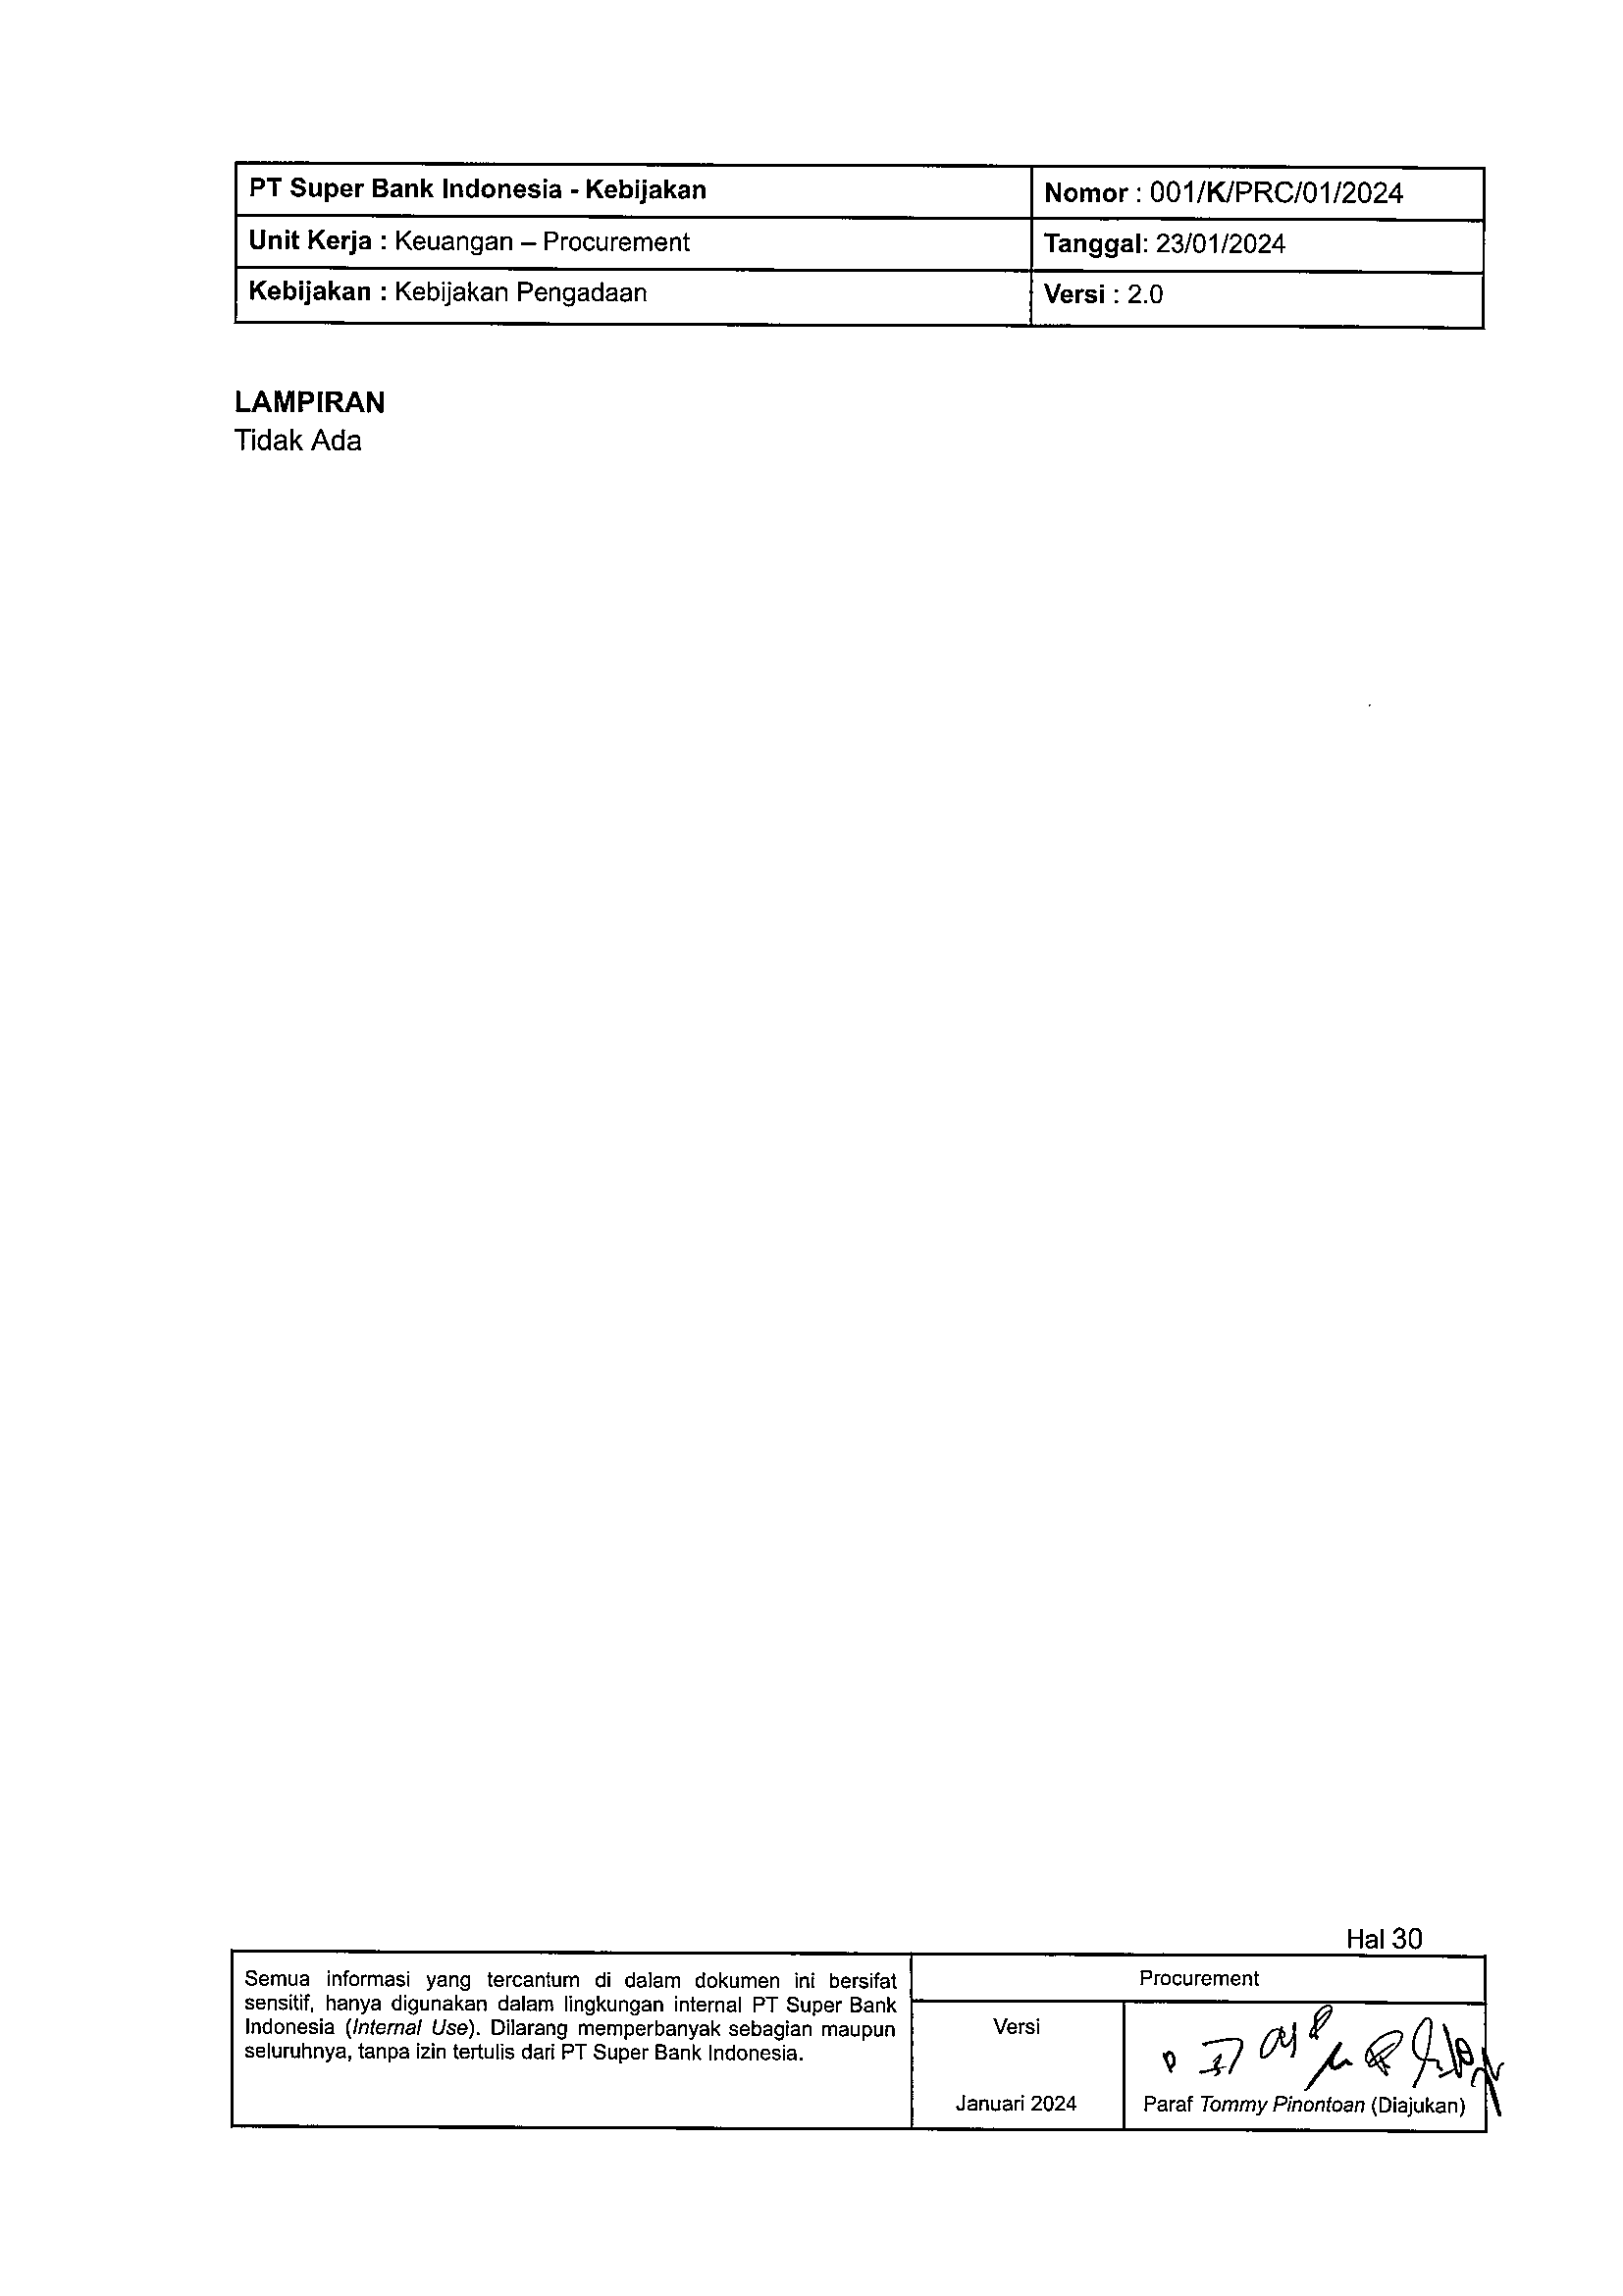 PT Super Bank Indonesia - Kebijakan
Nomor : 001/K/PRC/01/2024
Unit Kerja : Keuangan – Procurement
Tanggal: 23/01/2024
Kebijakan : Kebijakan Pengadaan
Versi : 2.0
LAMPIRAN
Tidak Ada
Hal 30
Semua informasi yang tercantum di dalam dokumen ini bersifat
sensitif, hanya digunakan dalam lingkungan internal PT Super Bank
Indonesia (Internal Use). Dilarang memperbanyak sebagian maupun
seluruhnya, tanpa izin tertulis dari PT Super Bank Indonesia.
Procurement
Versi
Januari 2024
Paraf Tommy Pinontoan (Diajukan)